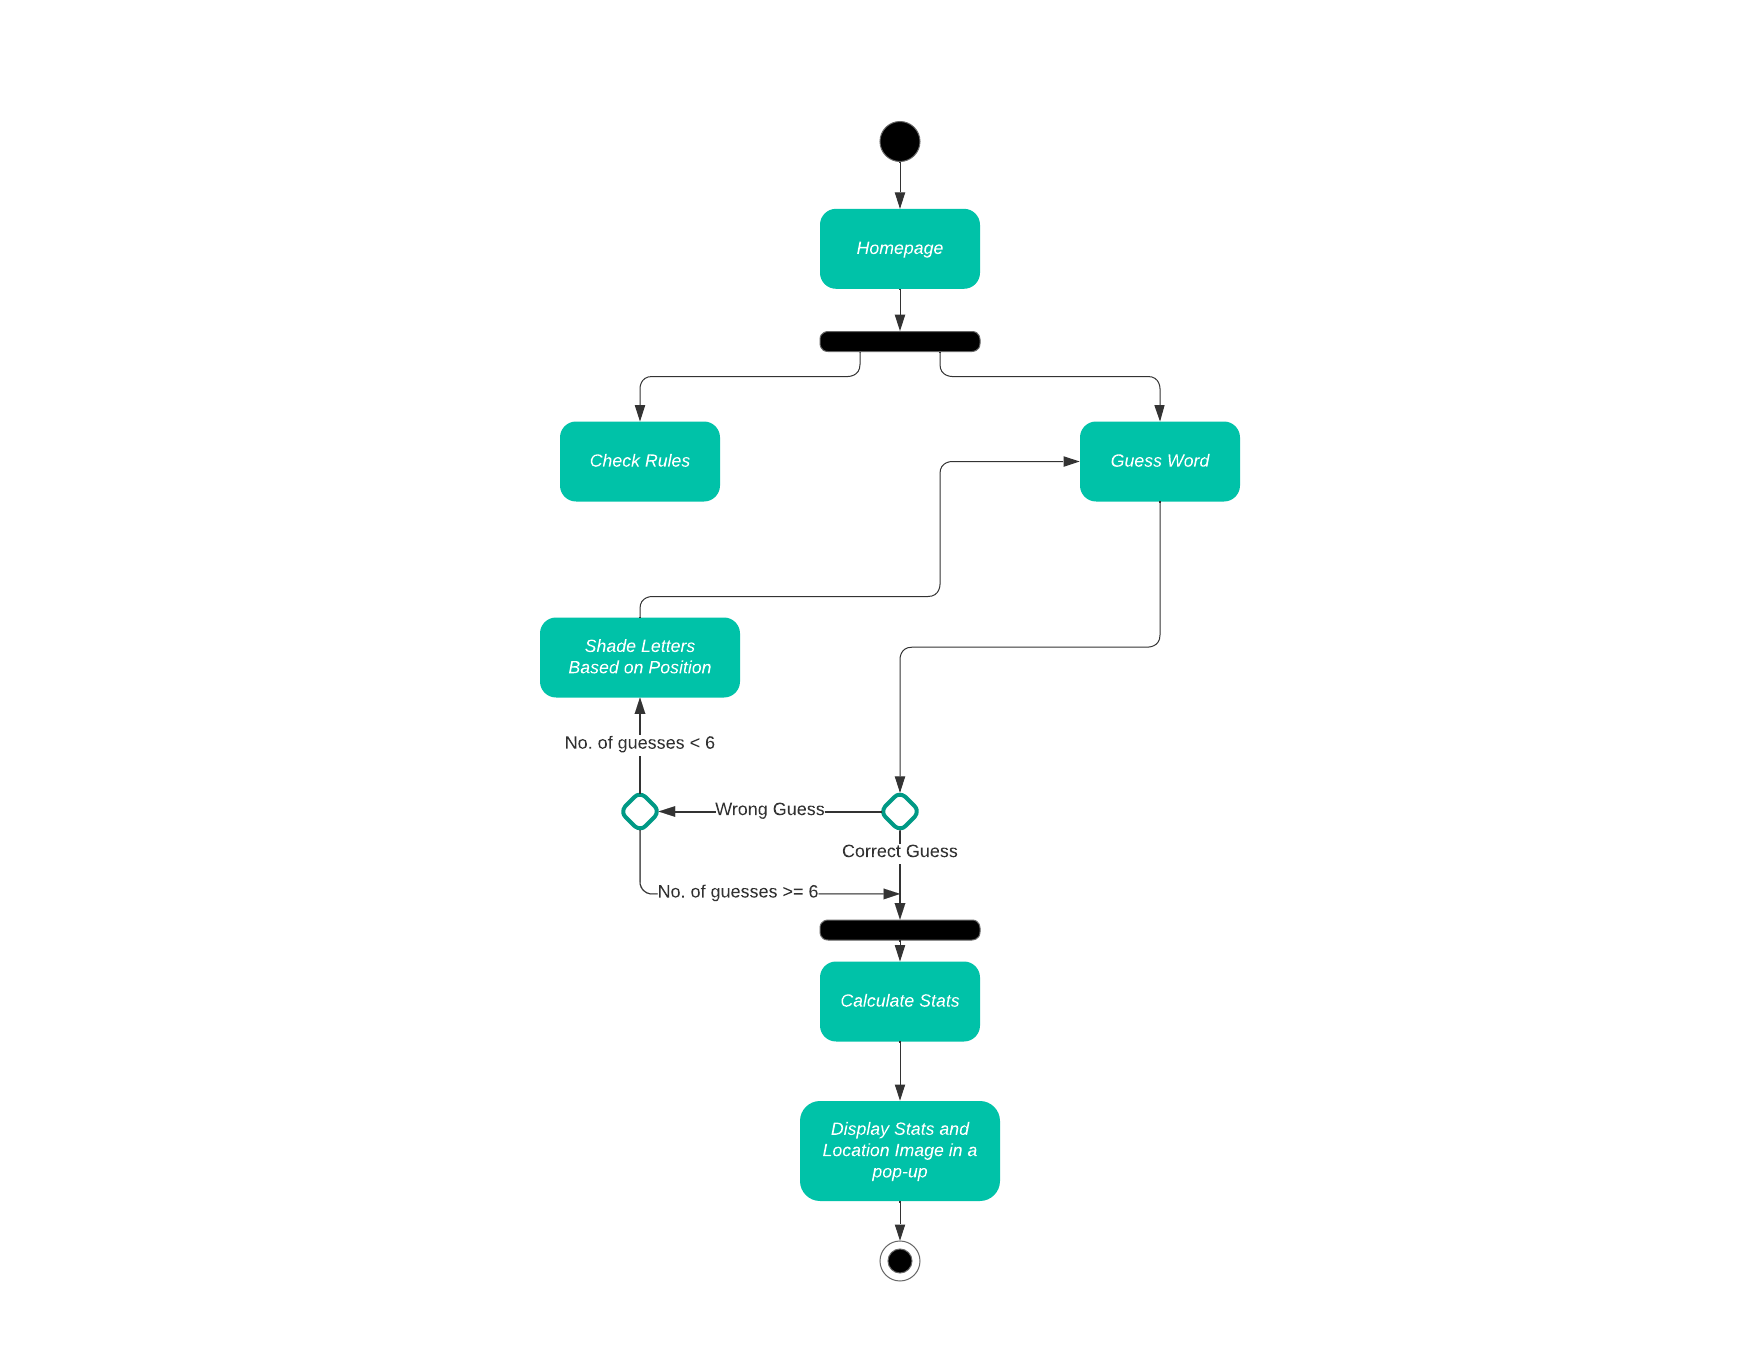 Homepage
Check Rules
Guess Word
Shade Letters
Based on Position
No. of guesses < 6
Wrong Guess
Correct Guess
No. of guesses >= 6
Calculate Stats
Display Stats and
Location Image in a
pop-up